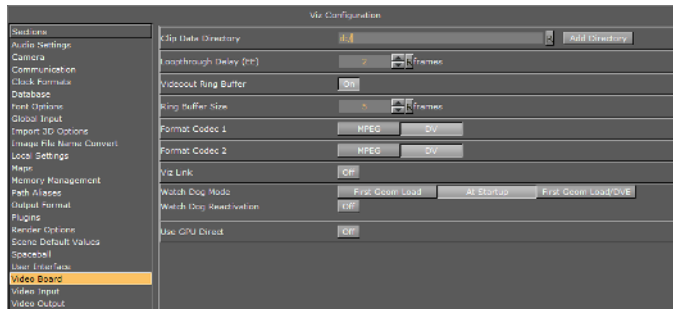 Viz Configuration
Sections
Audio Settings
Camera
Communication
Clock Formats
Database
Font Options
Global Input
Import 3D Options
Image File Name Convert
Local Settings
Maps
Memory Management
Path Aliases
Output Format
Plugins
Render Options
Scene Default Values
Spaceball
User Interface
Video Board
Video Input
Video Output
Clip Data Directory
R Add Directory
Loopthrough Delay (EE) 2 R frames
Videoout Ring Buffer On
Ring Buffer Size 5 R frames
Format Codec 1 MPEG DV
Format Codec 2 MPEG DV
Viz Link Off
Watch Dog Mode First Geom Load At Startup First Geom Load/DVE
Watch Dog Reactivation Off
Use GPU Direct Off